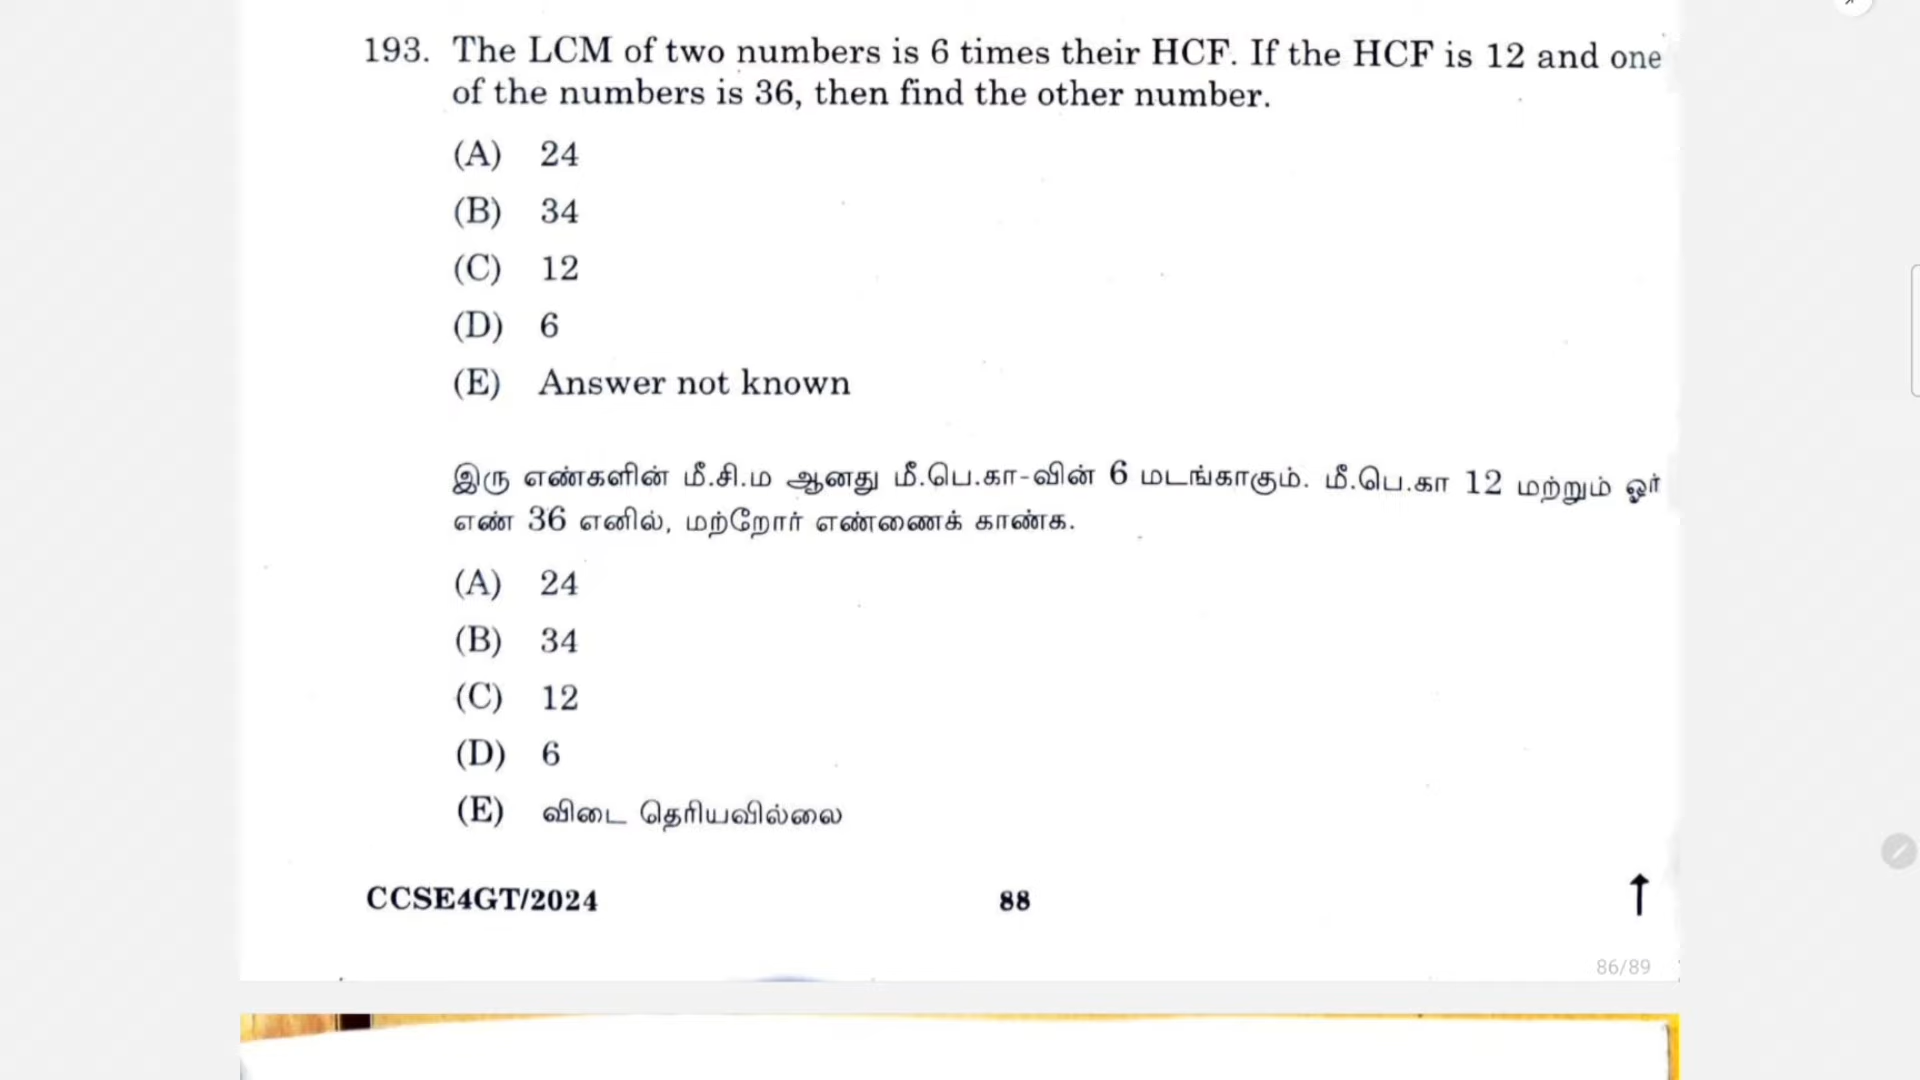 193. The LCM of two numbers is 6 times their HCF. If the HCF is 12 and one
of the numbers is 36, then find the other number.
(A) 24
(B) 34
(C) 12
(D) 6
(E) Answer not known
இரு எண்களின் மீ.சி.ம ஆனது மீ.பெ.கா-வின் 6 மடங்காகும். மீ.பெ.கா 12 மற்றும் ஓர்
எண் 36 எனில், மற்றோர் எண்ணைக் காண்க.
(A) 24
(B) 34
(C) 12
(D) 6
(E) விடை தெரியவில்லை
CCSE4GT/2024 88 ↑
86/89